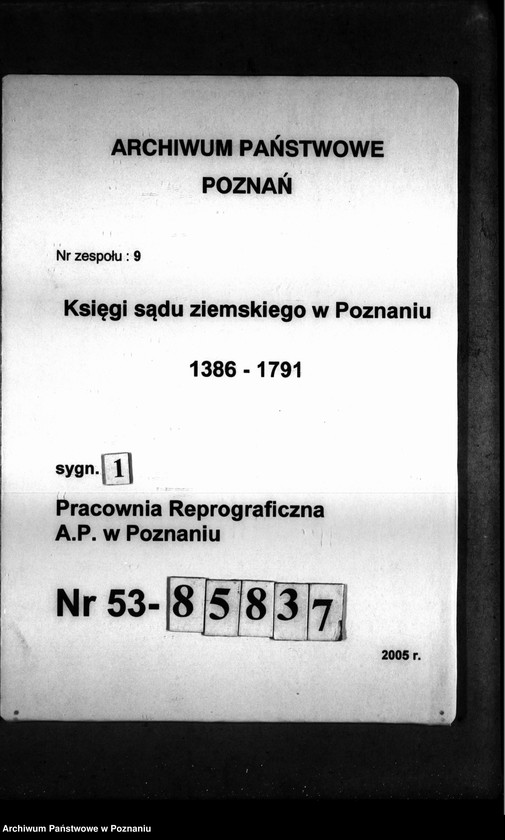 ARCHIWUM PAŃSTWOWE
POZNAŃ
Nr zespołu : 9
Księgi sądu ziemskiego w Poznaniu
1386 - 1791
sygn. 1
Pracownia Reprograficzna
A.P. w Poznaniu
Nr 53- 85837
2005 r.
Archiwum Państwowe w Poznaniu